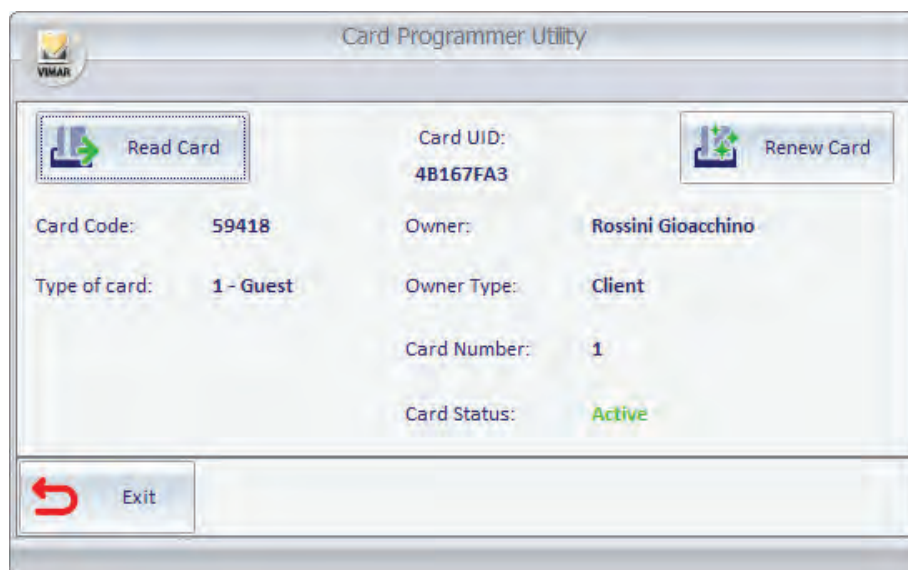 Card Programmer Utility
VIMAR
Read Card
Card UID:
Renew Card
4B167FA3
Card Code: 59418 Owner: Rossini Gioacchino
Type of card: 1 - Guest Owner Type: Client
Card Number: 1
Card Status: Active
Exit